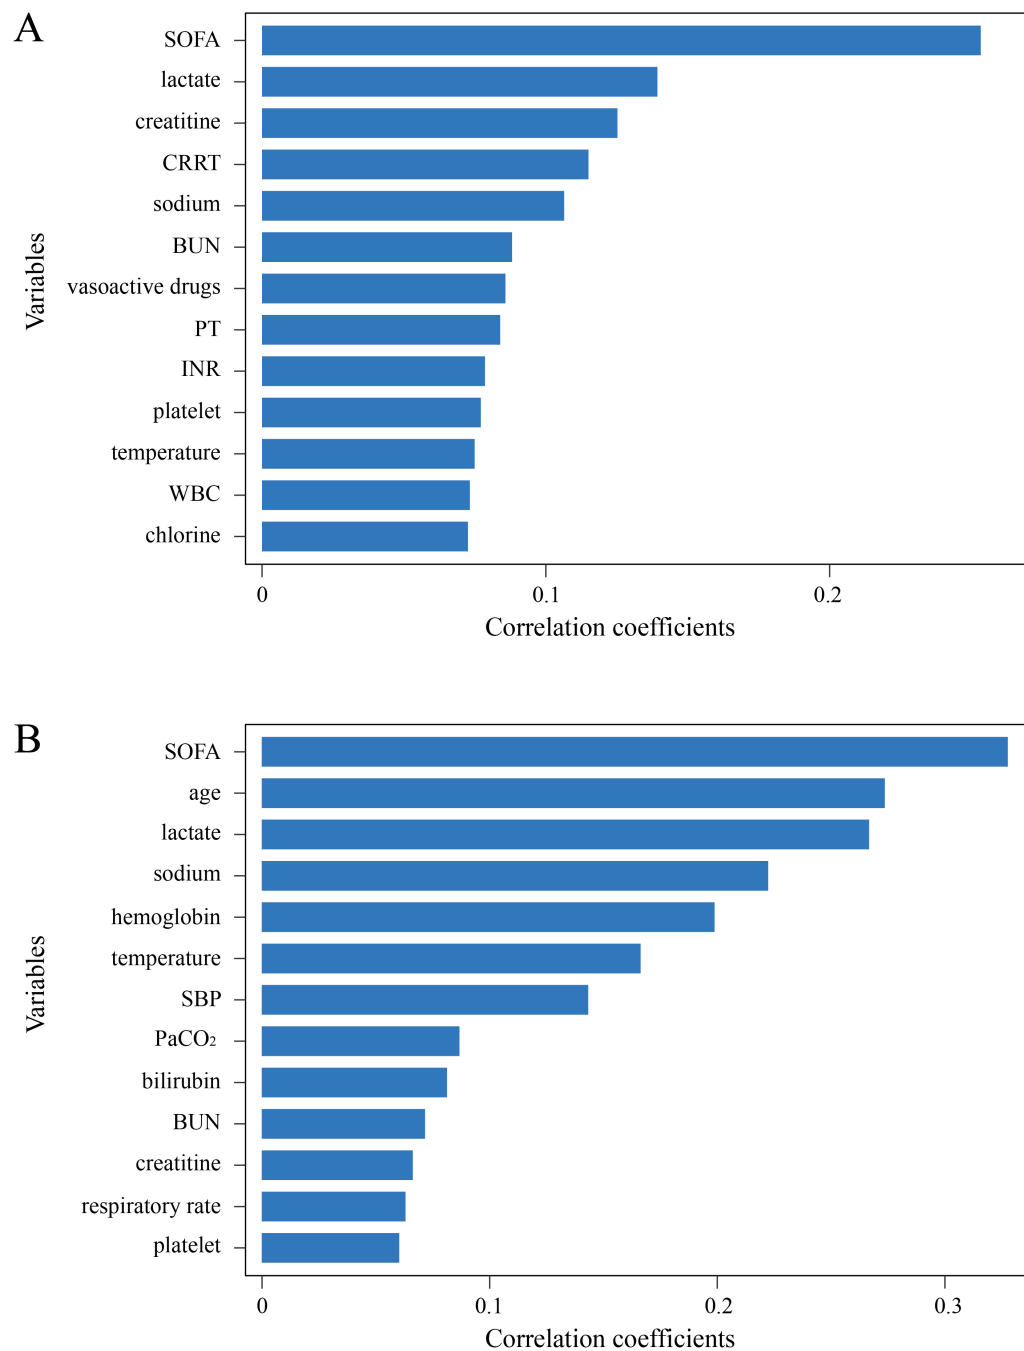 A
SOFA
lactate
creatitine
CRRT
sodium
BUN
vasoactive drugs
PT
INR
platelet
temperature
WBC
chlorine
Variables
0 0.1 0.2
Correlation coefficients
B
SOFA
age
lactate
sodium
hemoglobin
temperature
SBP
PaCO₂
bilirubin
BUN
creatitine
respiratory rate
platelet
Variables
0 0.1 0.2 0.3
Correlation coefficients